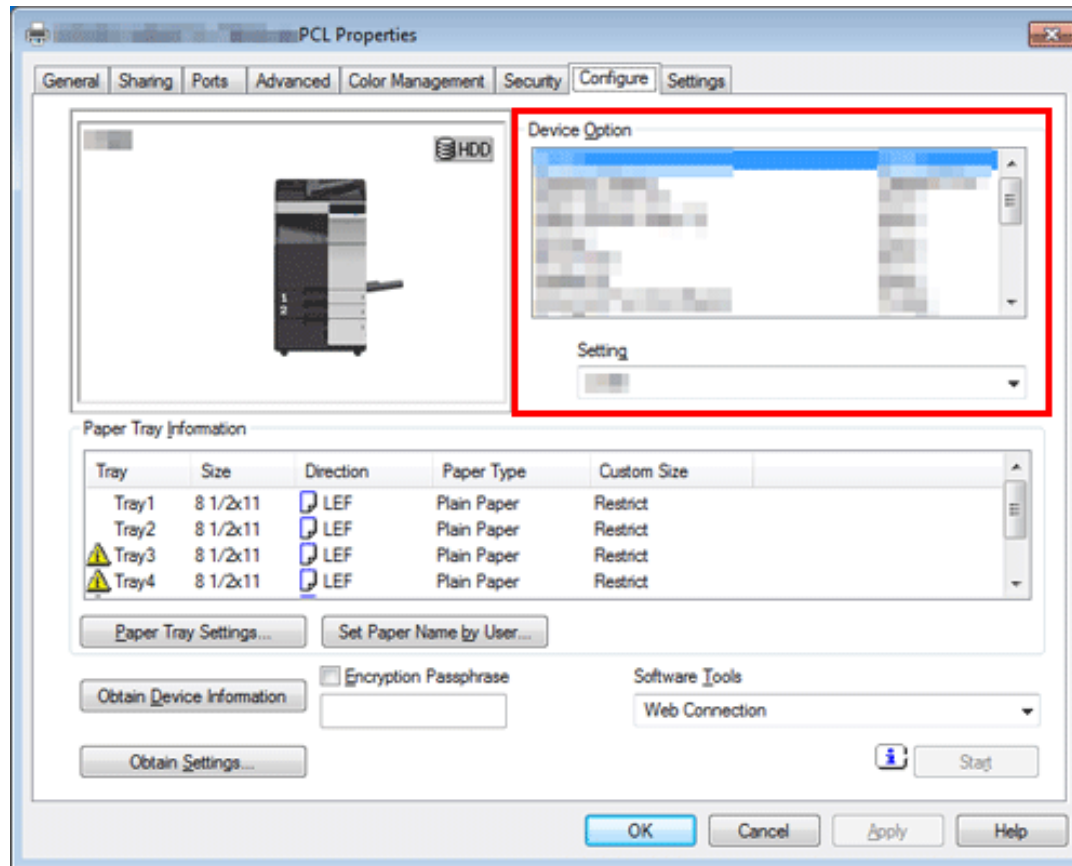 PCL Properties
General Sharing Ports Advanced Color Management Security Configure Settings
HDD
1
2
Device Option
Setting
Paper Tray Information
Tray Size Direction Paper Type Custom Size
Tray1 8 1/2x11 LEF Plain Paper Restrict
Tray2 8 1/2x11 LEF Plain Paper Restrict
Tray3 8 1/2x11 LEF Plain Paper Restrict
Tray4 8 1/2x11 LEF Plain Paper Restrict
Paper Tray Settings... Set Paper Name by User...
Obtain Device Information
Encryption Passphrase
Software Tools
Web Connection
Obtain Settings...
Start
OK Cancel Apply Help